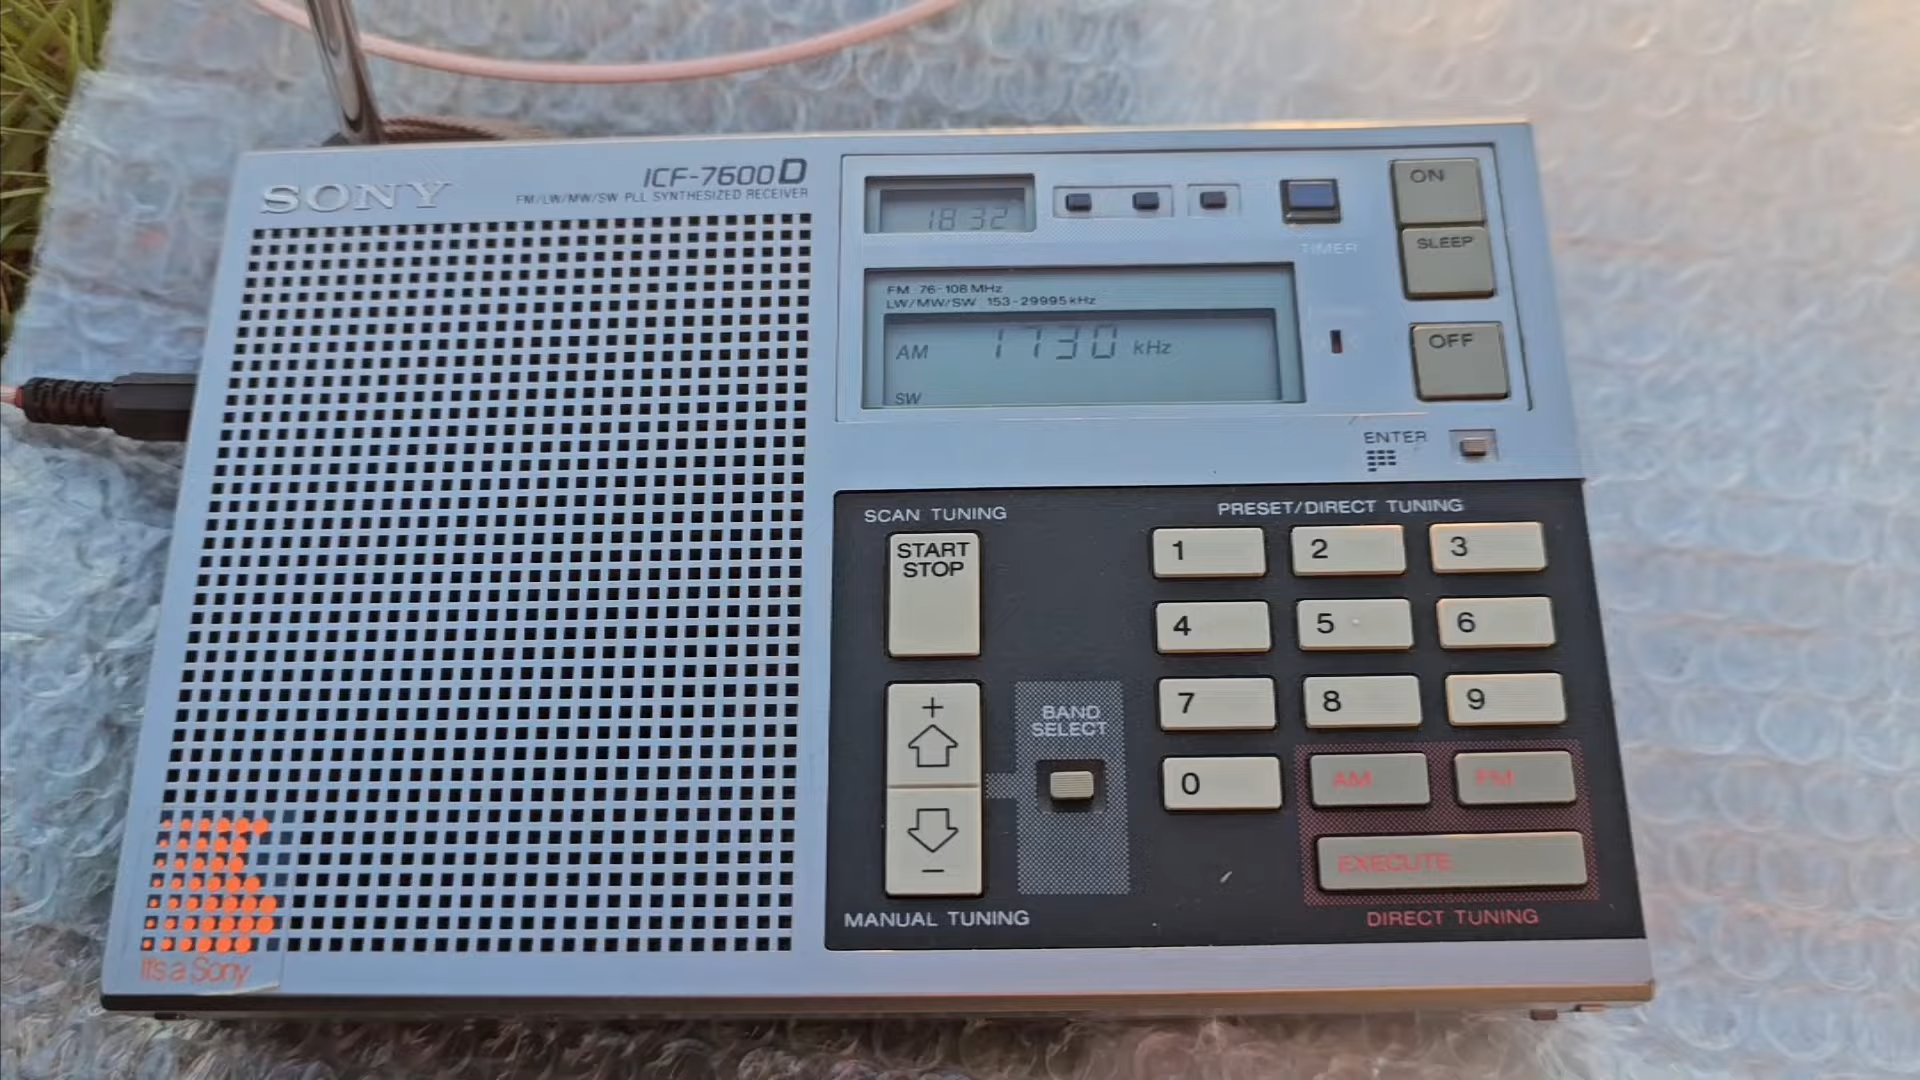 SONY
ICF-7600D
FM/LW/MW/SW PLL SYNTHESIZED RECEIVER
18 32
TIMER
ON
SLEEP
OFF
FM 76-108 MHz
LW/MW/SW 153-29995 kHz
AM 1730 kHz
SW
ENTER
SCAN TUNING
START
STOP
+
-
MANUAL TUNING
BAND
SELECT
PRESET/DIRECT TUNING
1 2 3
4 5 6
7 8 9
0 AM FM
EXECUTE
DIRECT TUNING
It's a Sony